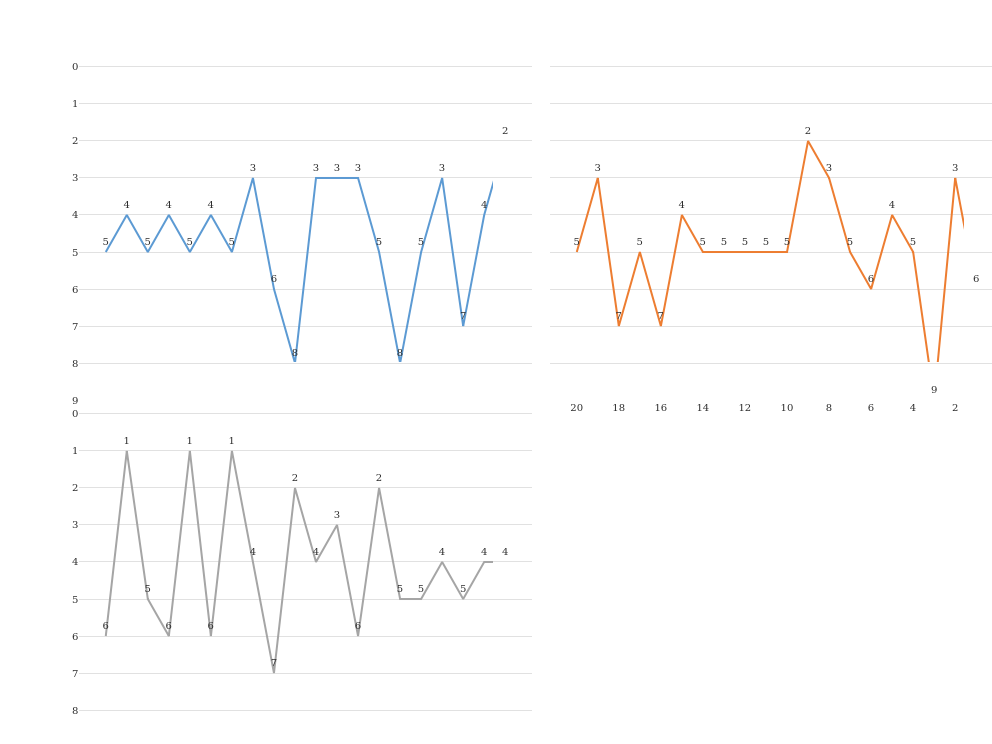 0
1
2 2 2
3 3 3 3 3 3 3 3 3
4 4 4 4 4 4 4
5 5 5 5 5 5 5 5 5 5 5 5 5 5 5 5
6 6 6 6
7 7 7 7
8 8 8
9 9
20 18 16 14 12 10 8 6 4 2
0
1 1 1 1
2 2 2
3 3
4 4 4 4 4 4
5 5 5 5 5
6 6 6 6 6
7 7
8